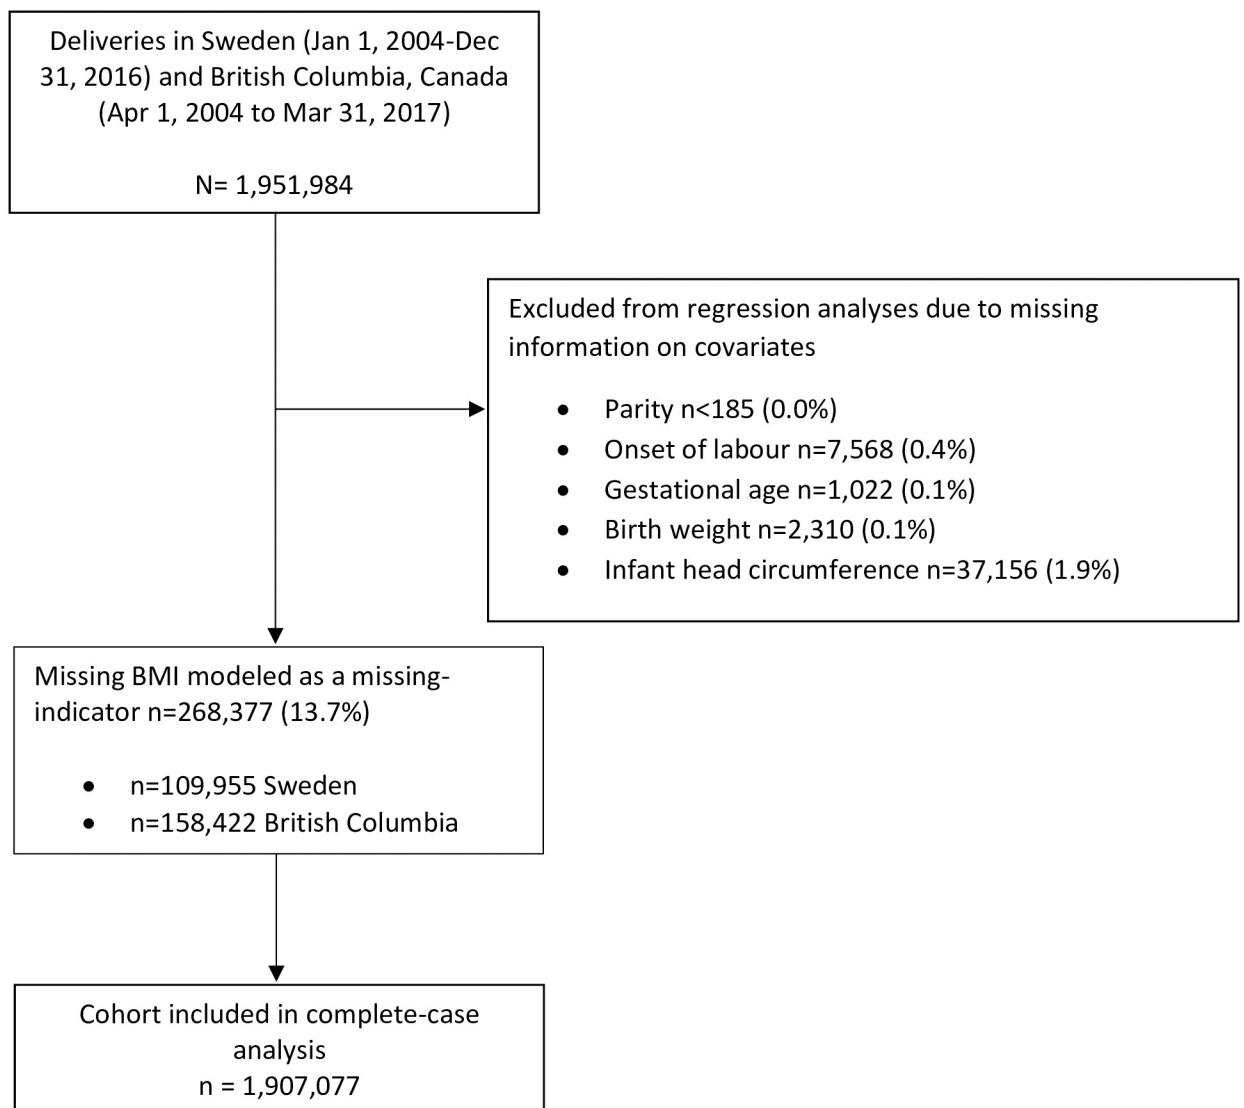 Deliveries in Sweden (Jan 1, 2004-Dec
31, 2016) and British Columbia, Canada
(Apr 1, 2004 to Mar 31, 2017)
N= 1,951,984
Excluded from regression analyses due to missing
information on covariates
• Parity n<185 (0.0%)
• Onset of labour n=7,568 (0.4%)
• Gestational age n=1,022 (0.1%)
• Birth weight n=2,310 (0.1%)
• Infant head circumference n=37,156 (1.9%)
Missing BMI modeled as a missing-
indicator n=268,377 (13.7%)
• n=109,955 Sweden
• n=158,422 British Columbia
Cohort included in complete-case
analysis
n = 1,907,077